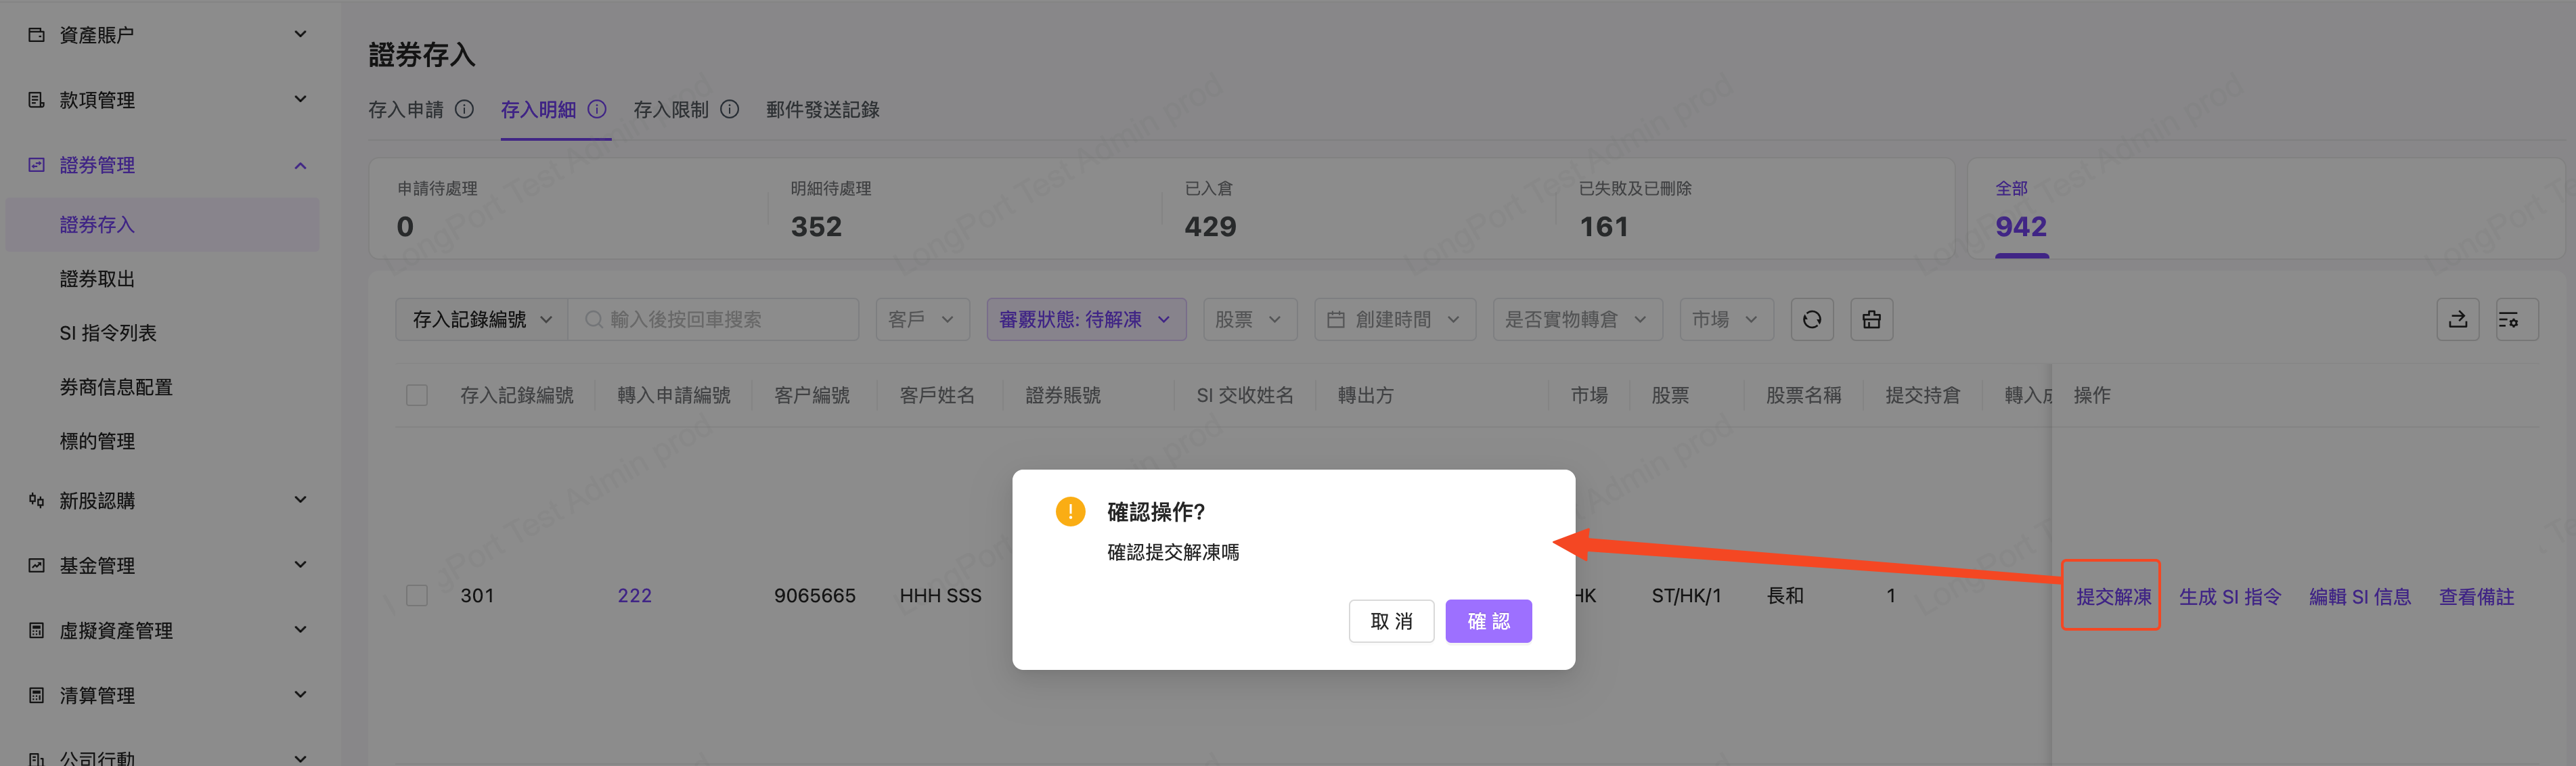 資產賬户
款項管理
證券管理
證券存入
證券取出
SI 指令列表
券商信息配置
標的管理
新股認購
基金管理
虛擬資產管理
清算管理
公司行動
證券存入
存入申請 存入明細 存入限制 郵件發送記錄
申請待處理 明細待處理 已入倉 已失敗及已刪除 全部
0 352 429 161 942
存入記錄編號 輸入後按回車搜索 客戶 審覈狀態: 待解凍 股票 創建時間 是否實物轉倉 市場
存入記錄編號 轉入申請編號 客户編號 客戶姓名 證券賬號 SI 交收姓名 轉出方 市場 股票 股票名稱 提交持倉 轉入成 操作
301 222 9065665 HHH SSS HK ST/HK/1 長和 1 提交解凍 生成 SI 指令 編輯 SI 信息 查看備註
確認操作?
確認提交解凍嗎
取 消 確 認
LongPort Test Admin prod